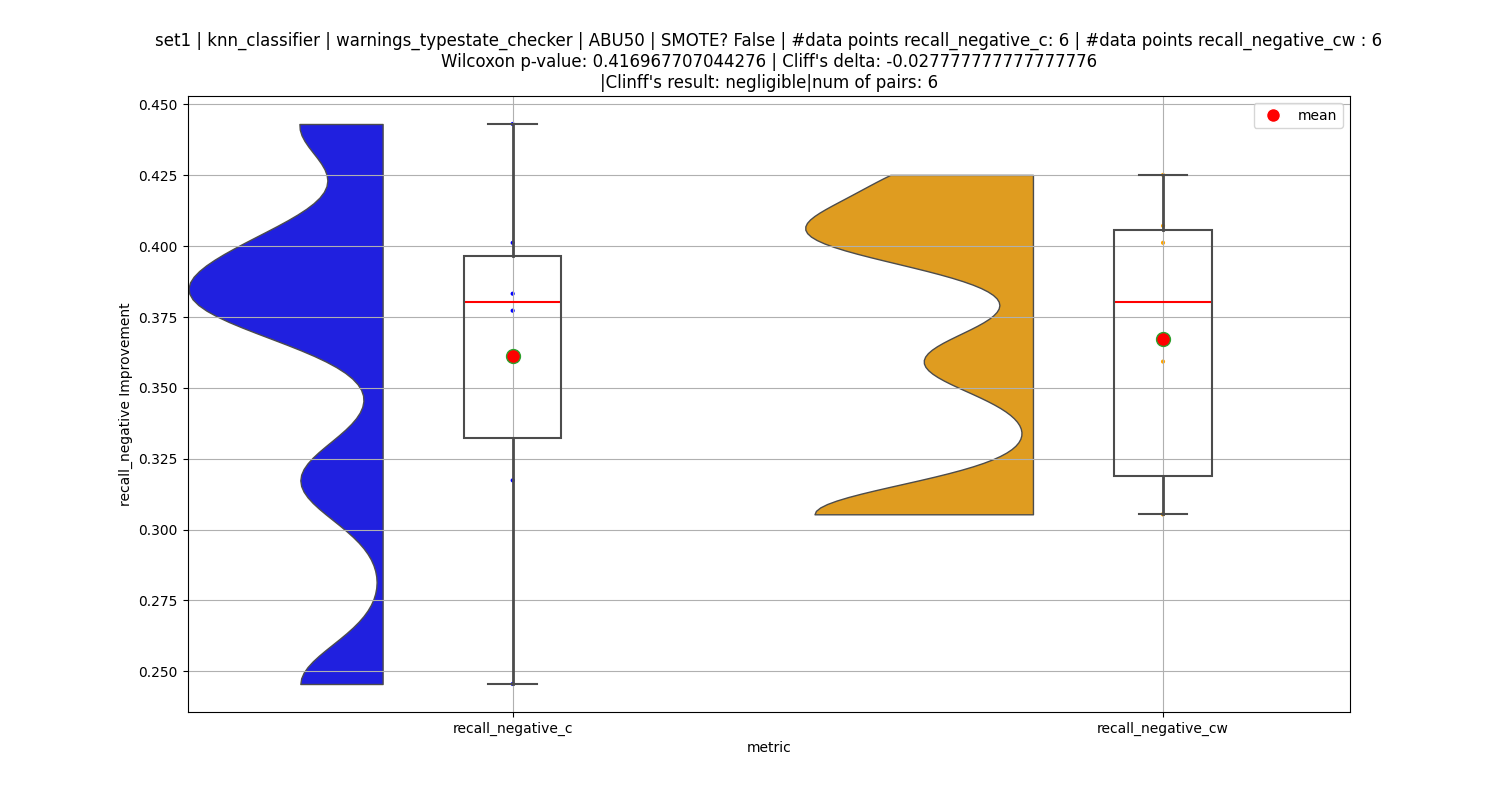 set1 | knn_classifier | warnings_typestate_checker | ABU50 | SMOTE? False | #data points recall_negative_c: 6 | #data points recall_negative_cw : 6
Wilcoxon p-value: 0.416967707044276 | Cliff's delta: -0.027777777777777776
|Clinff's result: negligible|num of pairs: 6
mean
0.450
0.425
0.400
0.375
0.350
0.325
0.300
0.275
0.250
recall_negative Improvement
recall_negative_c
recall_negative_cw
metric